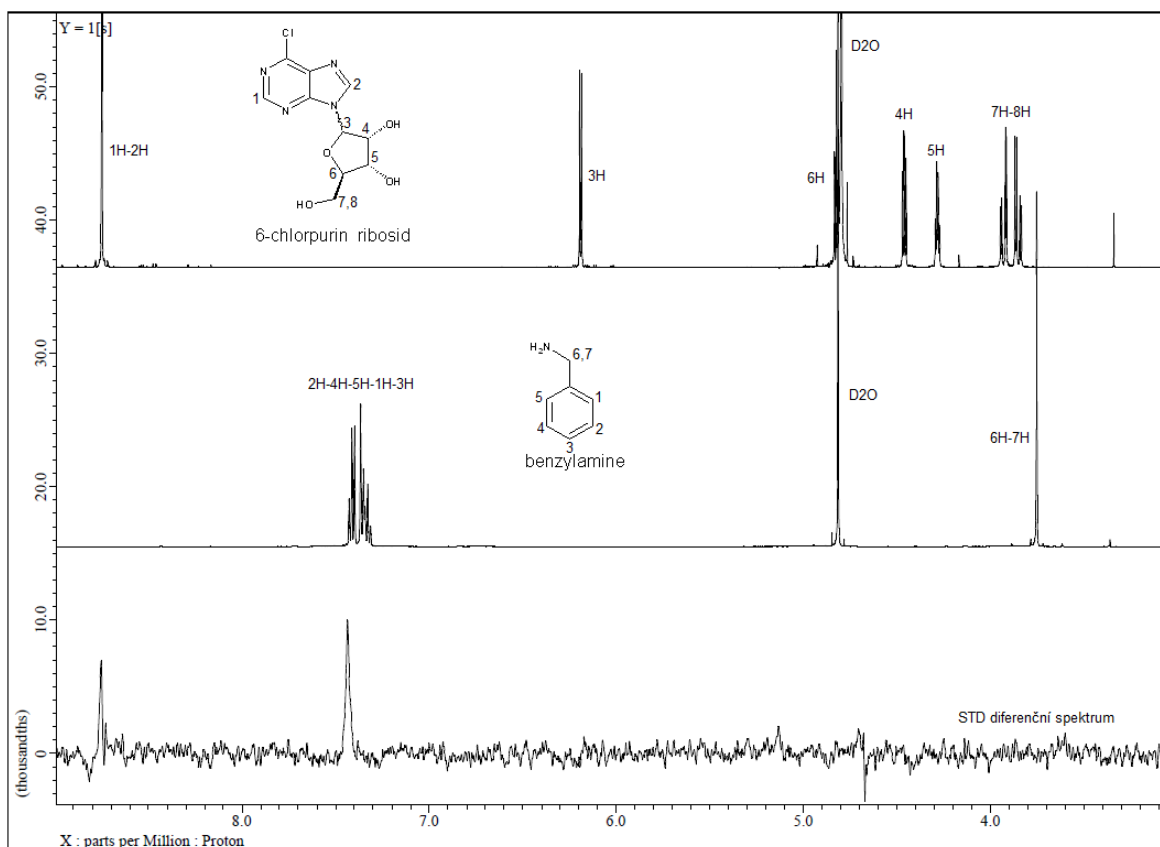 Y = 1[s]
50.0
40.0
30.0
20.0
10.0
0
(thousandths)
Cl
N
N
N
N
1
2
3
4
5
6
7,8
O
OH
OH
HO
6-chlorpurin ribosid
1H-2H
3H
6H
D2O
4H
5H
7H-8H
H2N
6,7
5
1
4
2
3
benzylamine
2H-4H-5H-1H-3H
D2O
6H-7H
STD diferenční spektrum
8.0 7.0 6.0 5.0 4.0
X : parts per Million : Proton